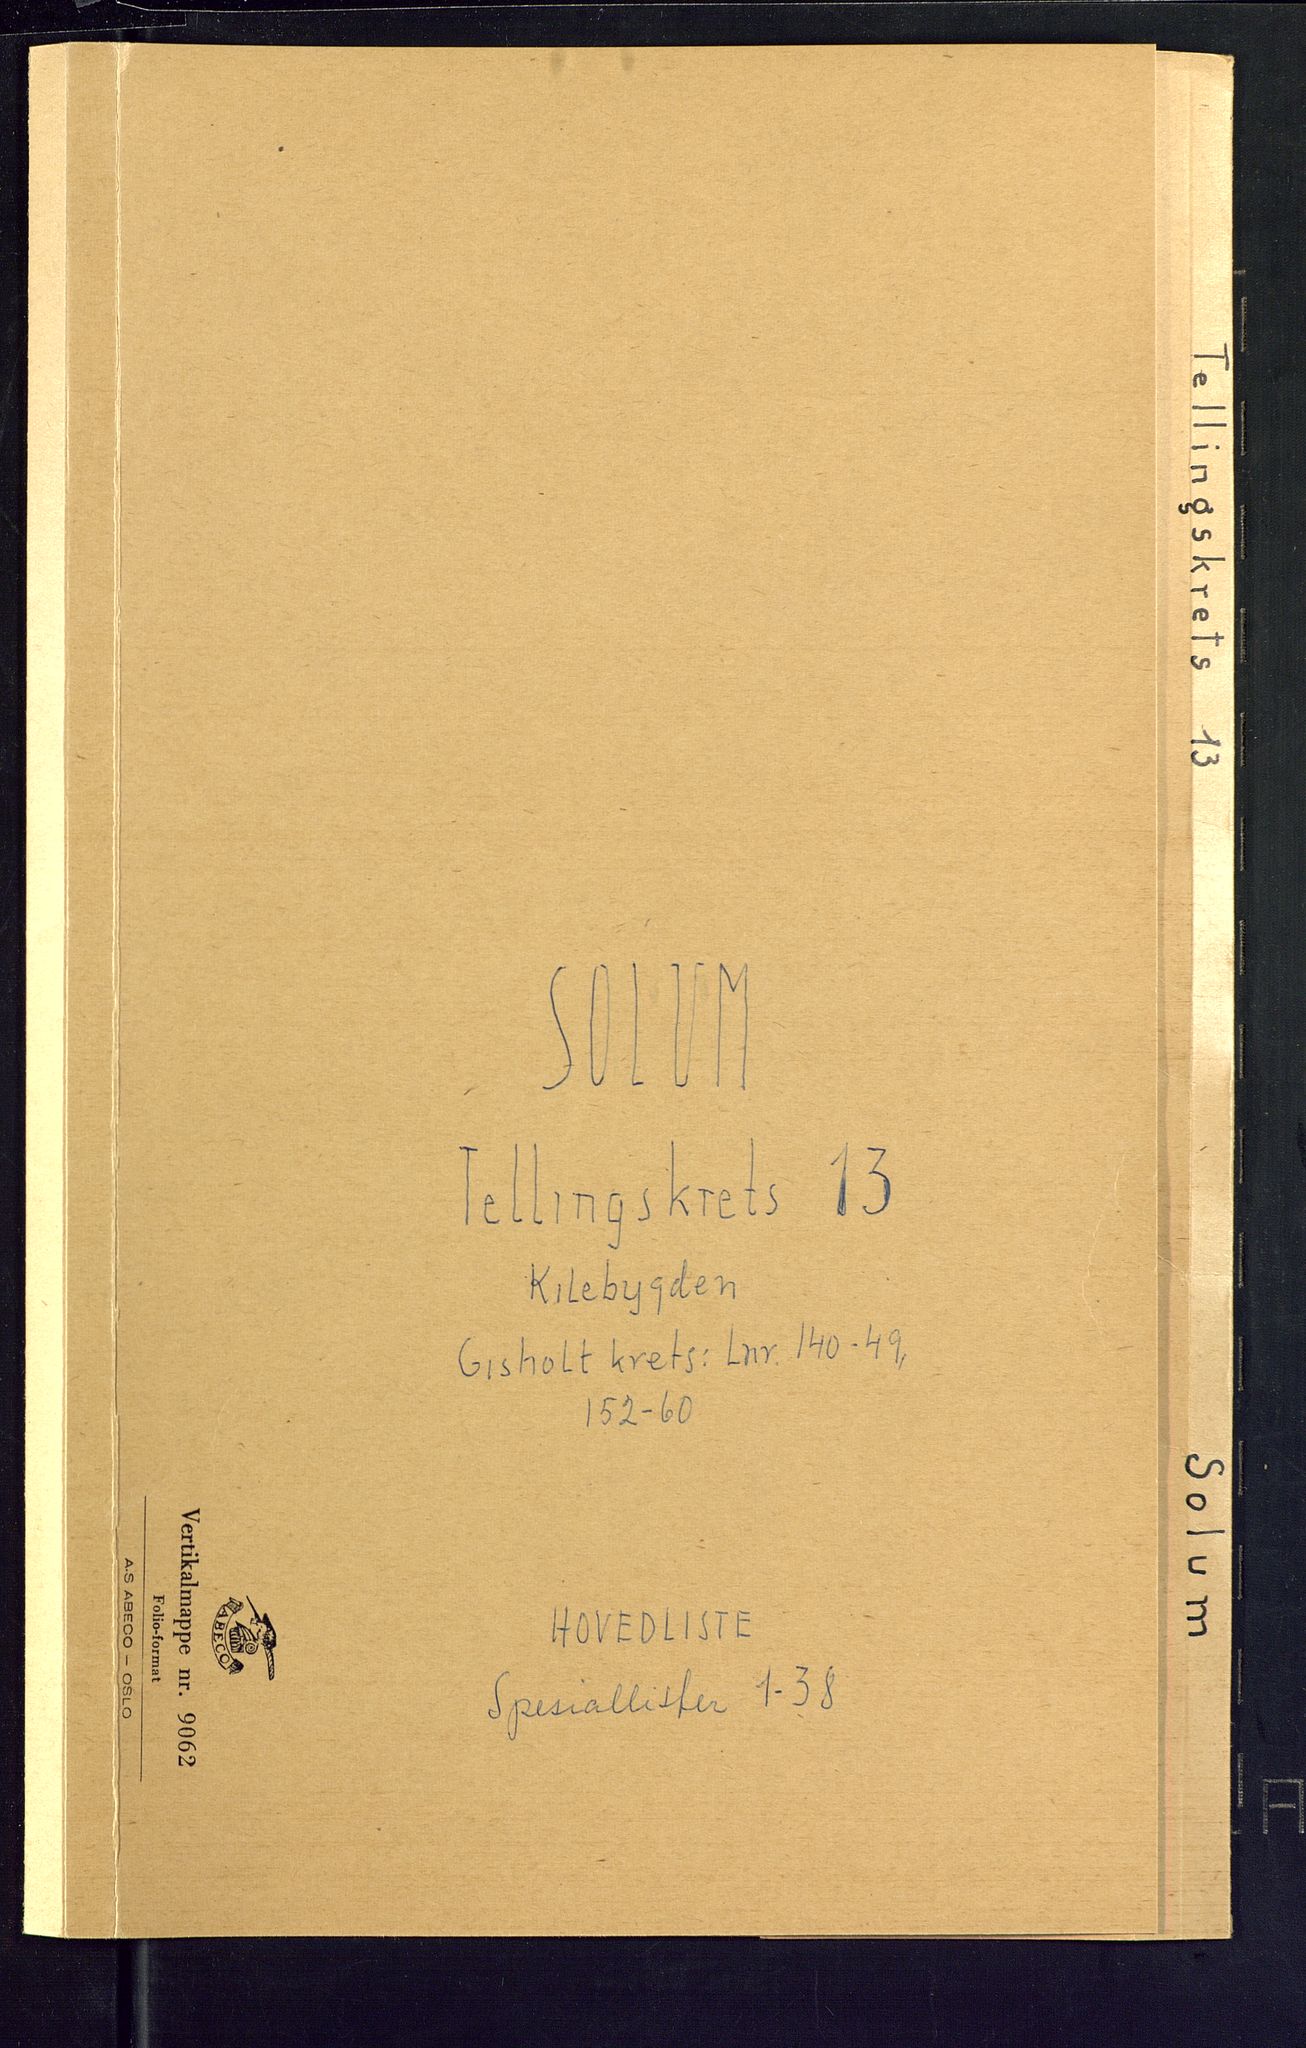 SOLUM
Tellingskrets 13
Kilebygden
Gisholt krets: Lnr. 140-49,
152-60
HOVEDLISTE
Spesiallister 1-38
Tellingskrets 13
Solum
ABECO
Vertikalmappe nr. 9062
Folio-format
A.S ABECO – OSLO